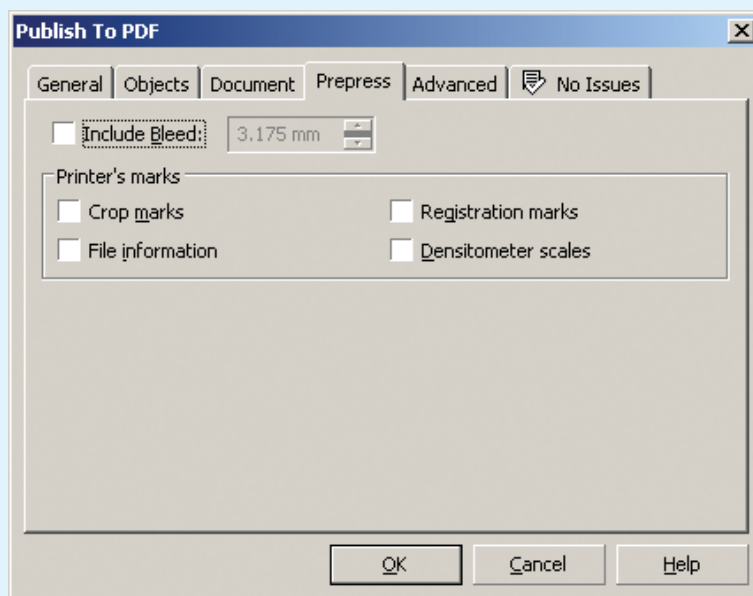 Publish To PDF
General Objects Document Prepress Advanced No Issues
Include Bleed: 3.175 mm
Printer's marks
Crop marks Registration marks
File information Densitometer scales
OK Cancel Help